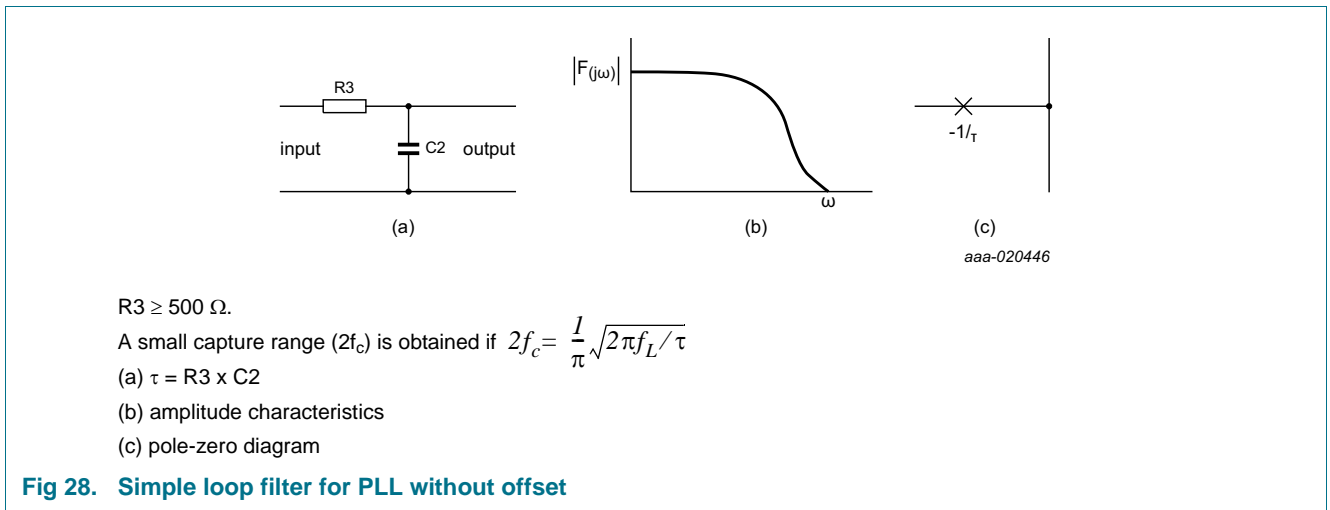 R3
input
C2
output
(a)
|F(jω)|
ω
(b)
-1/τ
(c)
aaa-020446
R3 ≥ 500 Ω.
A small capture range (2fc) is obtained if 2fc= 1/π √2πfL/τ
(a) τ = R3 x C2
(b) amplitude characteristics
(c) pole-zero diagram
Fig 28. Simple loop filter for PLL without offset